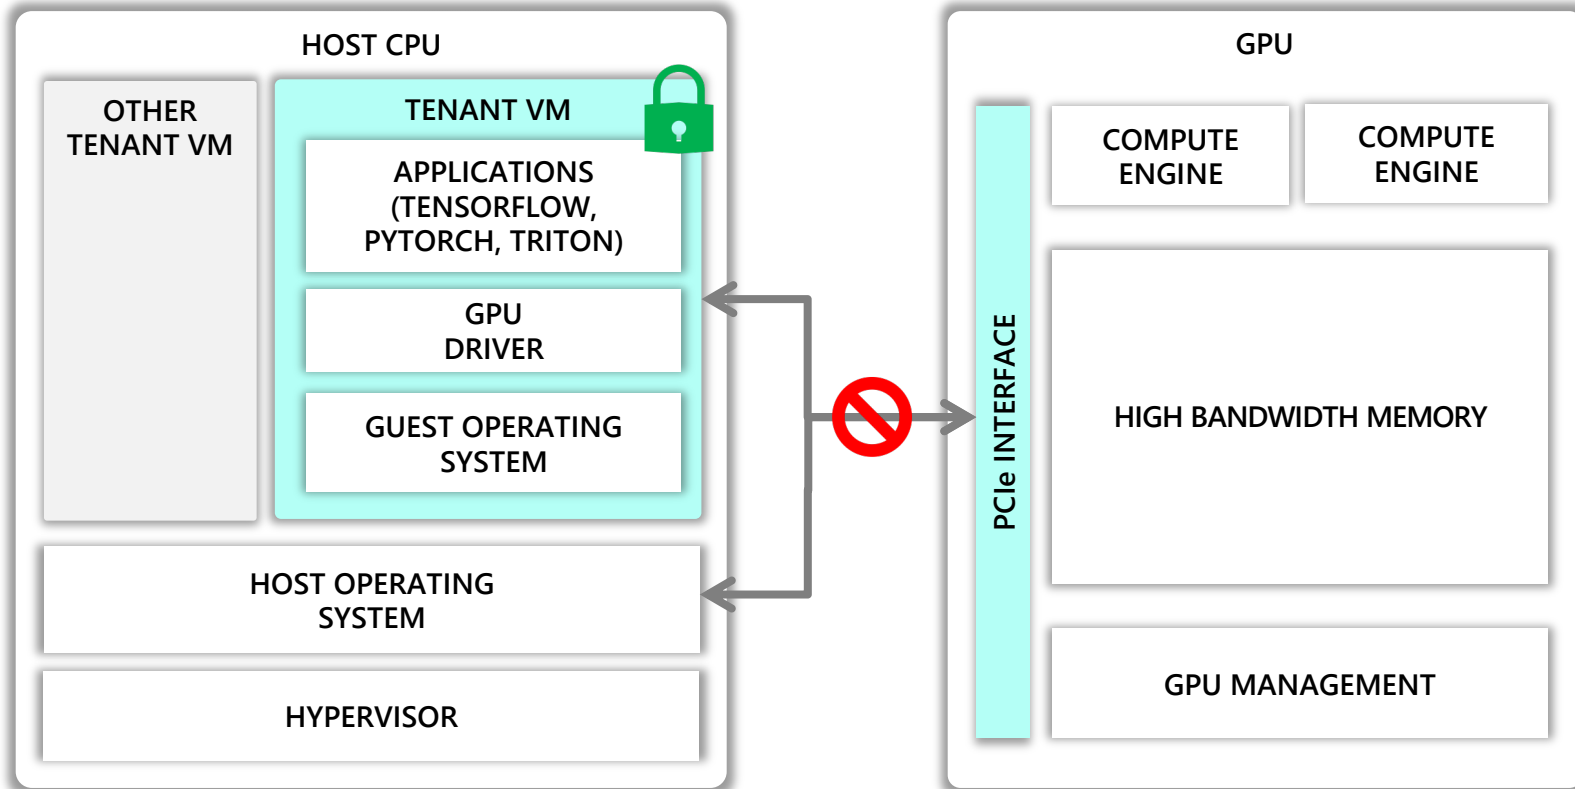 HOST CPU
OTHER
TENANT VM
TENANT VM
APPLICATIONS
(TENSORFLOW,
PYTORCH, TRITON)
GPU
DRIVER
GUEST OPERATING
SYSTEM
HOST OPERATING
SYSTEM
HYPERVISOR
GPU
PCIe INTERFACE
COMPUTE
ENGINE
COMPUTE
ENGINE
HIGH BANDWIDTH MEMORY
GPU MANAGEMENT